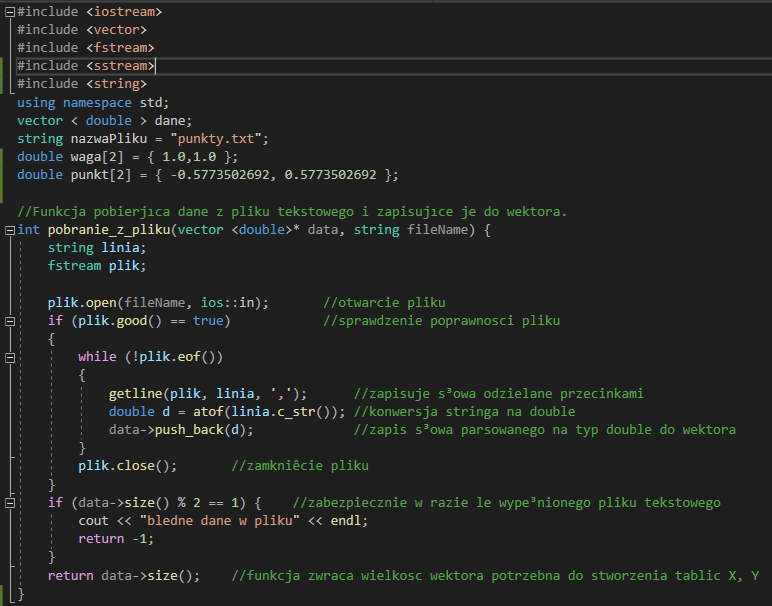 #include <iostream>
#include <vector>
#include <fstream>
#include <sstream>
#include <string>
using namespace std;
vector < double > dane;
string nazwaPliku = "punkty.txt";
double waga[2] = { 1.0,1.0 };
double punkt[2] = { -0.5773502692, 0.5773502692 };

//Funkcja pobierjıca dane z pliku tekstowego i zapisujıce je do wektora.
int pobranie_z_pliku(vector <double>* data, string fileName) {
    string linia;
    fstream plik;

    plik.open(fileName, ios::in);       //otwarcie pliku
    if (plik.good() == true)            //sprawdzenie poprawnosci pliku
    {
        while (!plik.eof())
        {
            getline(plik, linia, ',');      //zapisuje s³owa odzielane przecinkami
            double d = atof(linia.c_str()); //konwersja stringa na double
            data->push_back(d);             //zapis s³owa parsowanego na typ double do wektora
        }
        plik.close();       //zamkniêcie pliku
    }
    if (data->size() % 2 == 1) {    //zabezpiecznie w razie le wype³nionego pliku tekstowego
        cout << "bledne dane w pliku" << endl;
        return -1;
    }
    return data->size();    //funkcja zwraca wielkosc wektora potrzebna do stworzenia tablic X, Y
}